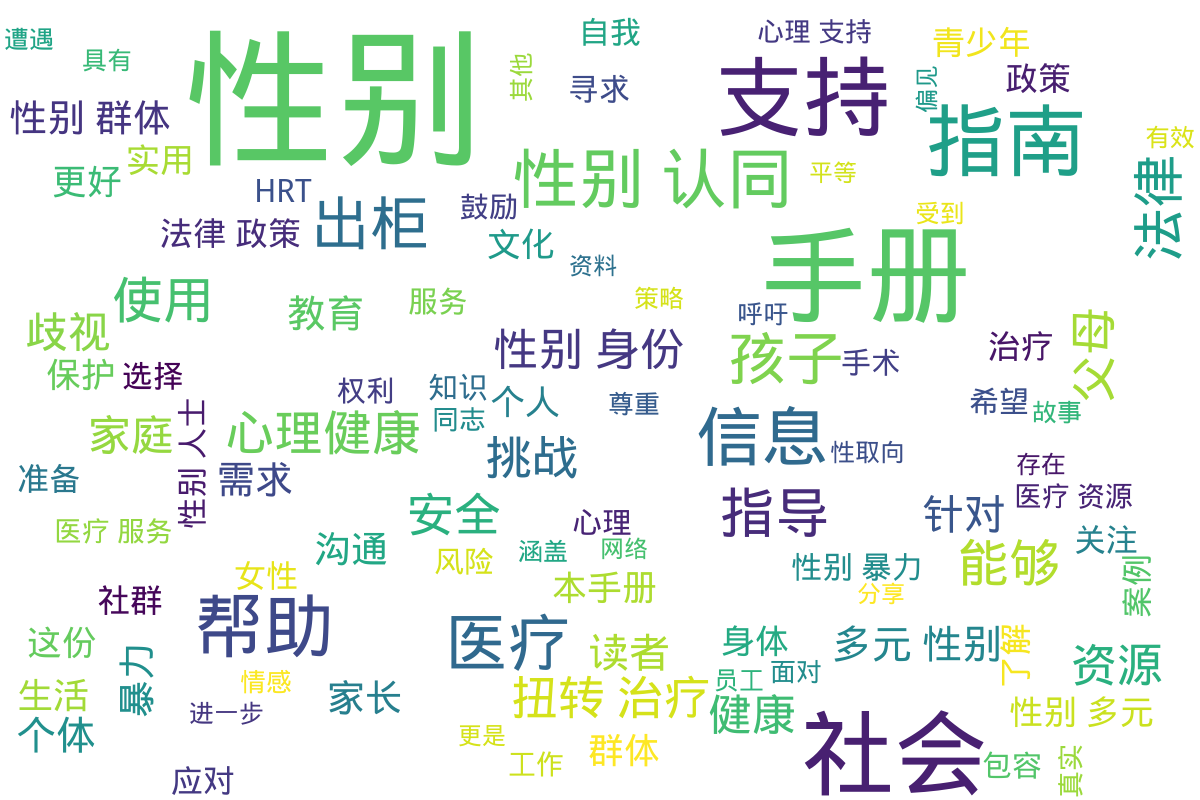 遭遇
具有
性别 群体
实用
更好
性别
自我
寻求
其他
心理 支持
支持
青少年
政策
偏见
指南
有效
法律
性别 认同
平等
HRT
法律 政策
出柜
鼓励
文化
资料
受到
手册
使用
教育
服务
策略
呼吁
歧视
保护
选择
性别 身份
孩子
手术
治疗
父母
权利
知识
同志
个人
尊重
希望
故事
家庭
性别 人士
心理健康
需求
挑战
信息
性取向
存在
医疗 资源
准备
医疗 服务
安全
心理
指导
针对
关注
沟通
风险
涵盖
网络
能够
性别 暴力
分享
案例
女性
本手册
社群
帮助
医疗
读者
身体
多元 性别
了解
资源
这份
暴力
生活
情感
家长
扭转 治疗
员工
面对
健康
性别 多元
个体
进一步
更是
群体
工作
社会
包容
真实
应对